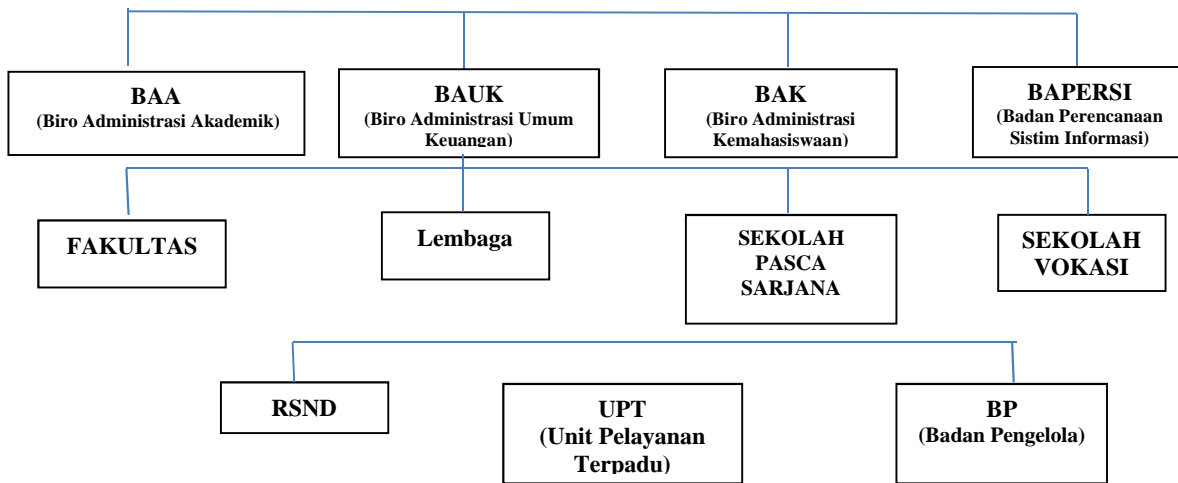 BAA
(Biro Administrasi Akademik)
BAUK
(Biro Administrasi Umum
Keuangan)
BAK
(Biro Administrasi
Kemahasiswaan)
BAPERSI
(Badan Perencanaan
Sistim Informasi)
FAKULTAS
Lembaga
SEKOLAH
PASCA
SARJANA
SEKOLAH
VOKASI
RSND
UPT
(Unit Pelayanan
Terpadu)
BP
(Badan Pengelola)